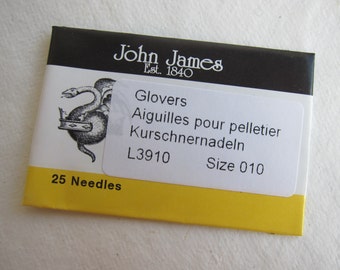 John James
Est. 1840
Glovers
Aiguilles pour pelletier
Kurschnernadeln
L3910 Size 010
25 Needles